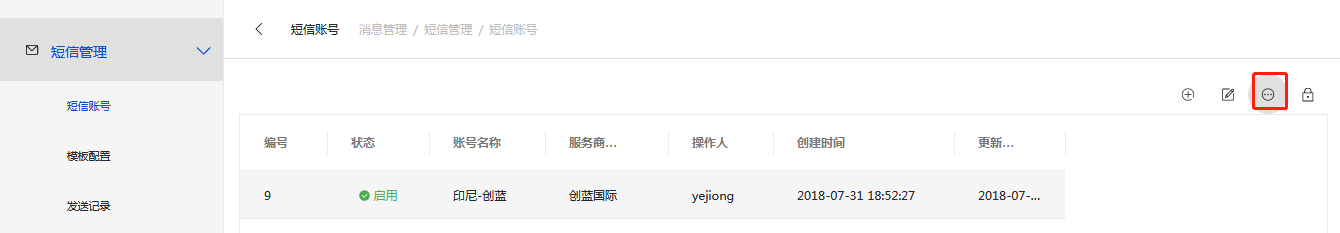 短信账号 消息管理 / 短信管理 / 短信账号
短信管理
短信账号
模板配置
发送记录
编号 状态 账号名称 服务商... 操作人 创建时间 更新...
9 启用 印尼-创蓝 创蓝国际 yejiong 2018-07-31 18:52:27 2018-07-...